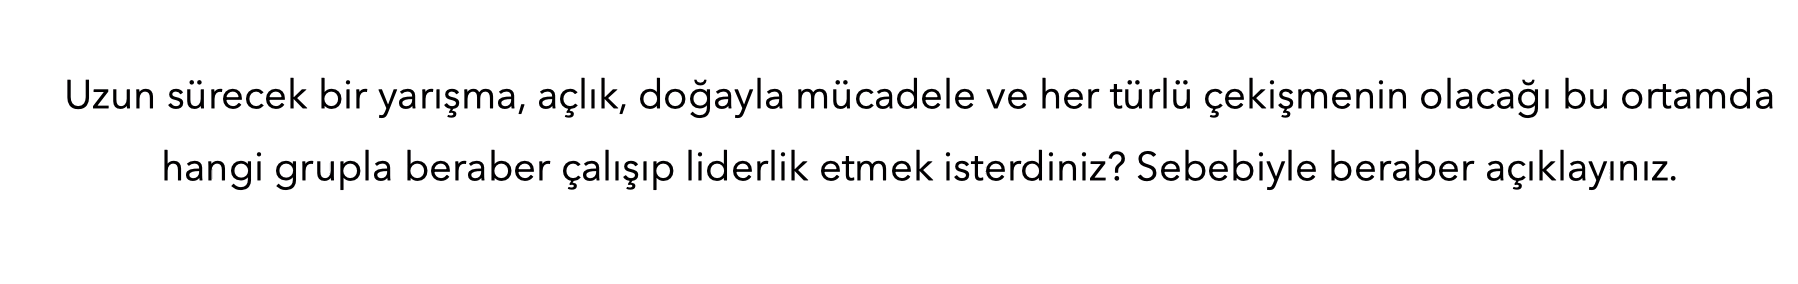 Uzun sürecek bir yarışma, açlık, doğayla mücadele ve her türlü çekişmenin olacağı bu ortamda
hangi grupla beraber çalışıp liderlik etmek isterdiniz? Sebebiyle beraber açıklayınız.